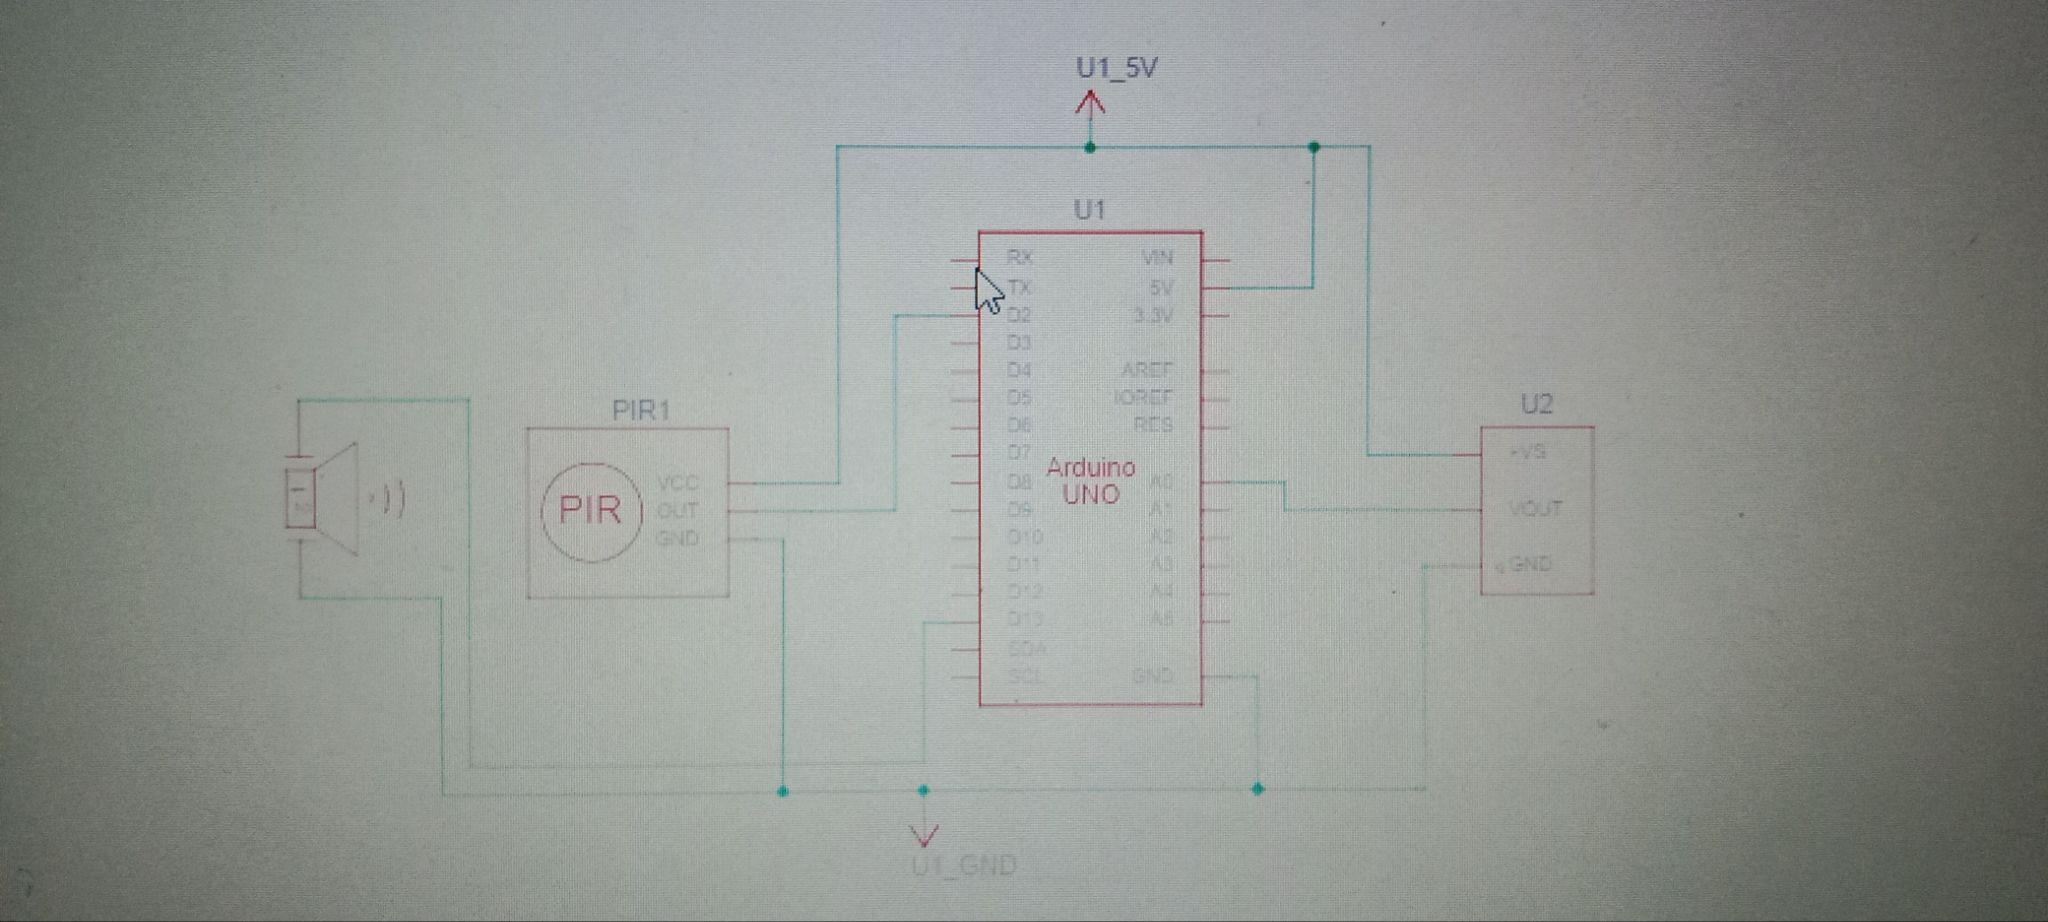 U1_5V
U1
RX VIN
TX 5V
D2 3.3V
D3
D4 AREF
D5 IOREF
D6 RES
D7
D8 A0
D9 A1
D10 A2
D11 A3
D12 A4
D13 A5
SDA
SCL GND
Arduino
UNO
PIR1
PIR
VCC
OUT
GND
U2
+VS
VOUT
GND
U1_GND